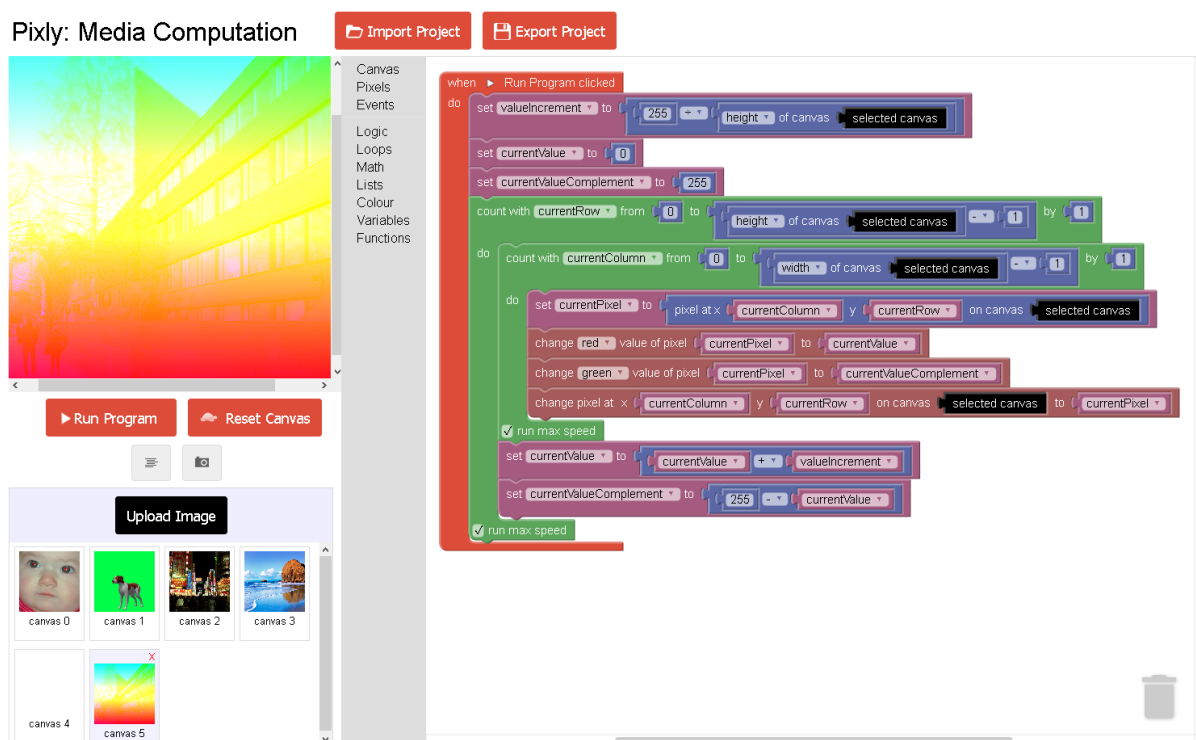 Pixly: Media Computation
Import Project
Export Project
Canvas
Pixels
Events
Logic
Loops
Math
Lists
Colour
Variables
Functions
when Run Program clicked
do set valueIncrement to 255 ÷ height of canvas selected canvas
set currentValue to 0
set currentValueComplement to 255
count with currentRow from 0 to height of canvas selected canvas - 1 by 1
do count with currentColumn from 0 to width of canvas selected canvas - 1 by 1
do set currentPixel to pixel at x currentColumn y currentRow on canvas selected canvas
change red value of pixel currentPixel to currentValue
change green value of pixel currentPixel to currentValueComplement
change pixel at x currentColumn y currentRow on canvas selected canvas to currentPixel
run max speed
set currentValue to currentValue + valueIncrement
set currentValueComplement to 255 - currentValue
run max speed
Run Program
Reset Canvas
Upload Image
canvas 0
canvas 1
canvas 2
canvas 3
X
canvas 4
canvas 5